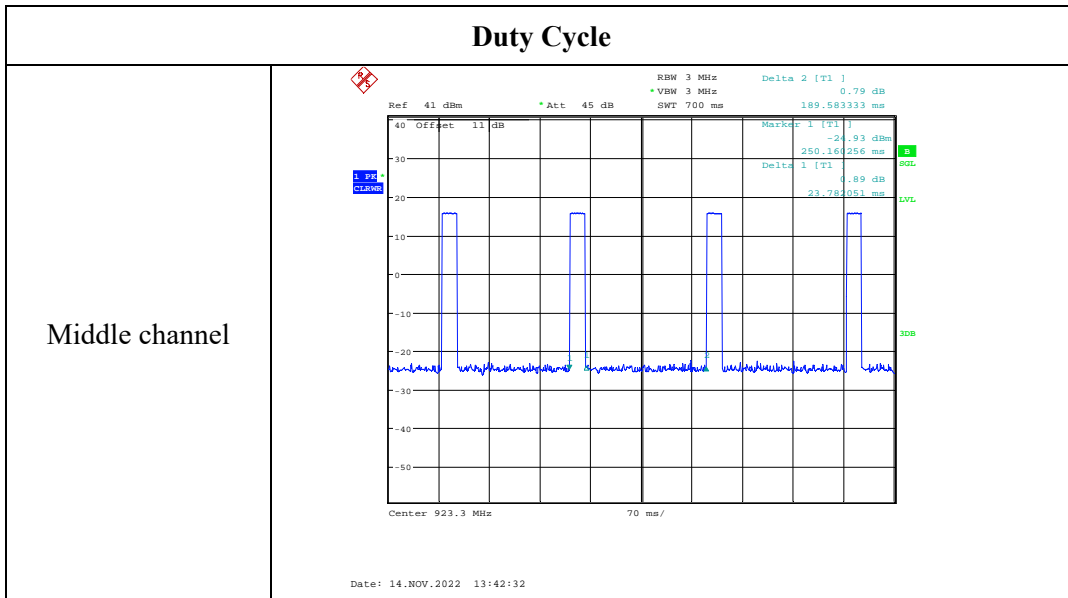 Duty Cycle
Middle channel
RBW 3 MHz
Delta 2 [T1 ]
* VBW 3 MHz
0.79 dB
Ref 41 dBm
* Att 45 dB
SWT 700 ms
189.583333 ms
40 Offset 11 dB
Marker 1 [T1 ]
-24.93 dBm
250.160256 ms
B
30
Delta 1 [T1 ]
SGL
1 PK *
0.89 dB
CLRWR
23.782051 ms
20
LVL
10
0
-10
3DB
-20
-30
-40
-50
Center 923.3 MHz
70 ms/
Date: 14.NOV.2022 13:42:32